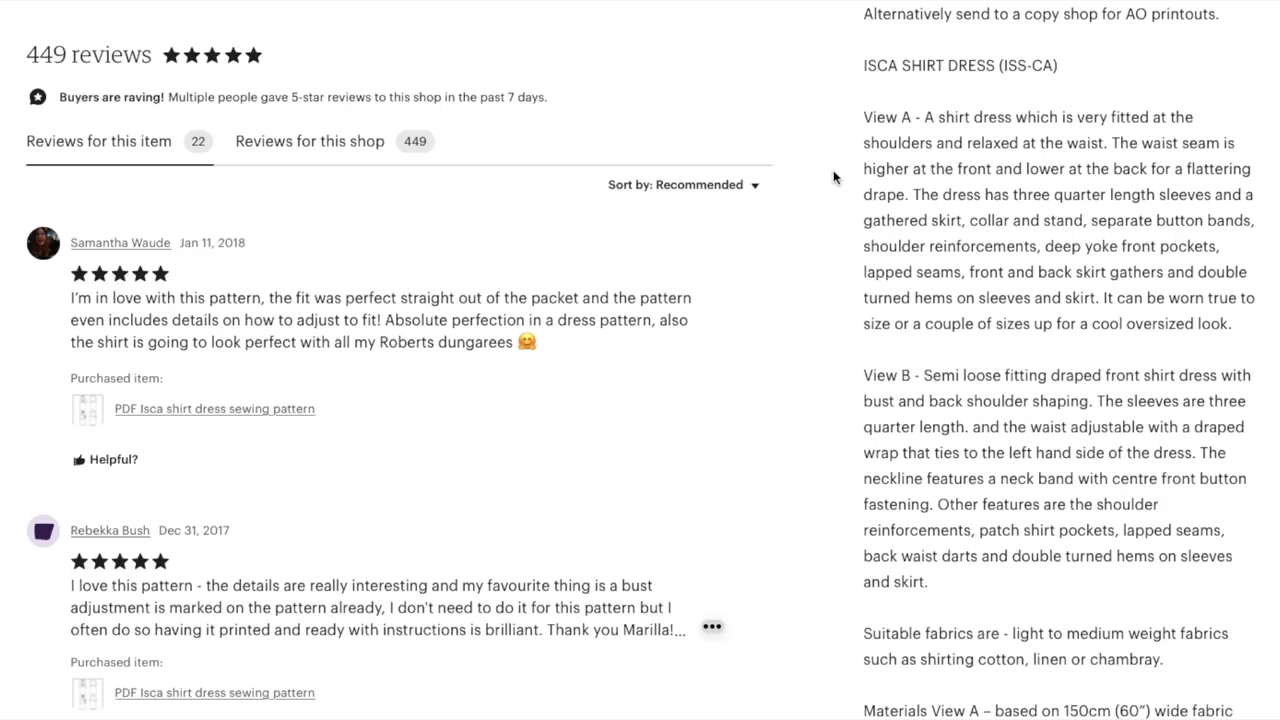 449 reviews
Buyers are raving! Multiple people gave 5-star reviews to this shop in the past 7 days.
Reviews for this item 22 Reviews for this shop 449
Sort by: Recommended
Samantha Waude Jan 11, 2018
I'm in love with this pattern, the fit was perfect straight out of the packet and the pattern
even includes details on how to adjust to fit! Absolute perfection in a dress pattern, also
the shirt is going to look perfect with all my Roberts dungarees 🤗
Purchased item:
PDF Isca shirt dress sewing pattern
Helpful?
Rebekka Bush Dec 31, 2017
I love this pattern - the details are really interesting and my favourite thing is a bust
adjustment is marked on the pattern already, I don't need to do it for this pattern but I
often do so having it printed and ready with instructions is brilliant. Thank you Marilla!...
Purchased item:
PDF Isca shirt dress sewing pattern
Alternatively send to a copy shop for AO printouts.
ISCA SHIRT DRESS (ISS-CA)
View A - A shirt dress which is very fitted at the
shoulders and relaxed at the waist. The waist seam is
higher at the front and lower at the back for a flattering
drape. The dress has three quarter length sleeves and a
gathered skirt, collar and stand, separate button bands,
shoulder reinforcements, deep yoke front pockets,
lapped seams, front and back skirt gathers and double
turned hems on sleeves and skirt. It can be worn true to
size or a couple of sizes up for a cool oversized look.
View B - Semi loose fitting draped front shirt dress with
bust and back shoulder shaping. The sleeves are three
quarter length. and the waist adjustable with a draped
wrap that ties to the left hand side of the dress. The
neckline features a neck band with centre front button
fastening. Other features are the shoulder
reinforcements, patch shirt pockets, lapped seams,
back waist darts and double turned hems on sleeves
and skirt.
Suitable fabrics are - light to medium weight fabrics
such as shirting cotton, linen or chambray.
Materials View A – based on 150cm (60") wide fabric